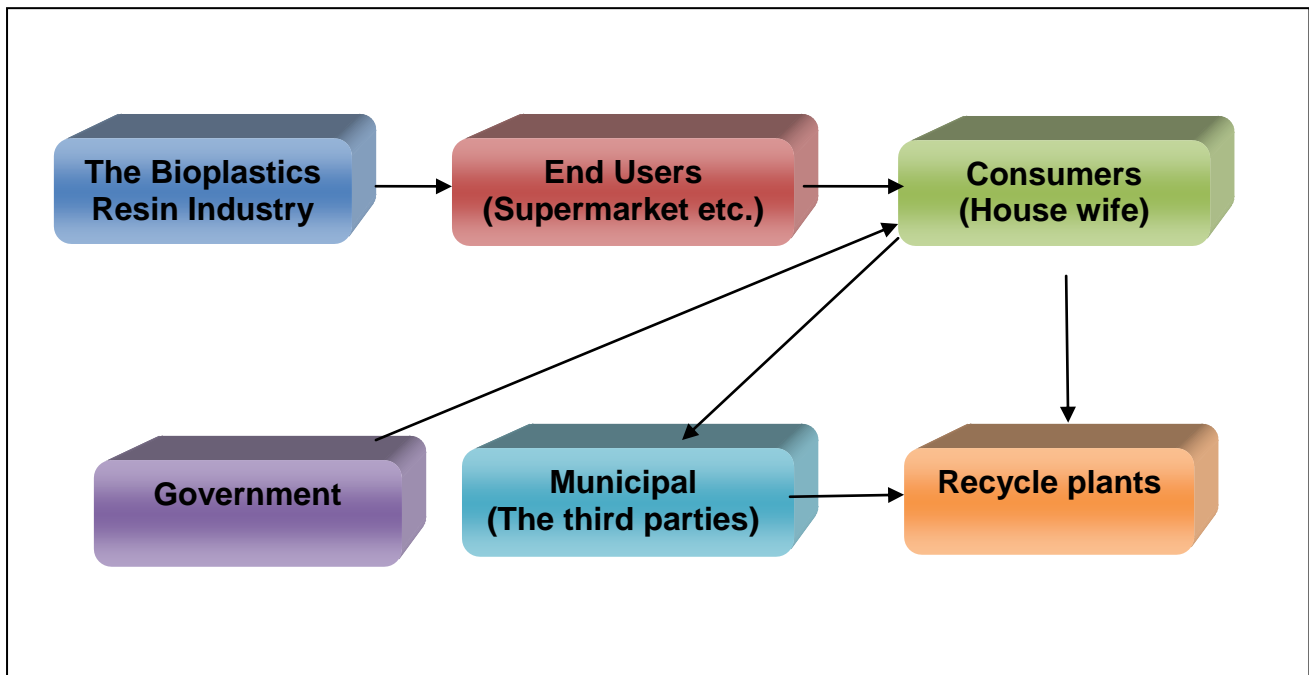 The Bioplastics
Resin Industry
End Users
(Supermarket etc.)
Consumers
(House wife)
Government
Municipal
(The third parties)
Recycle plants